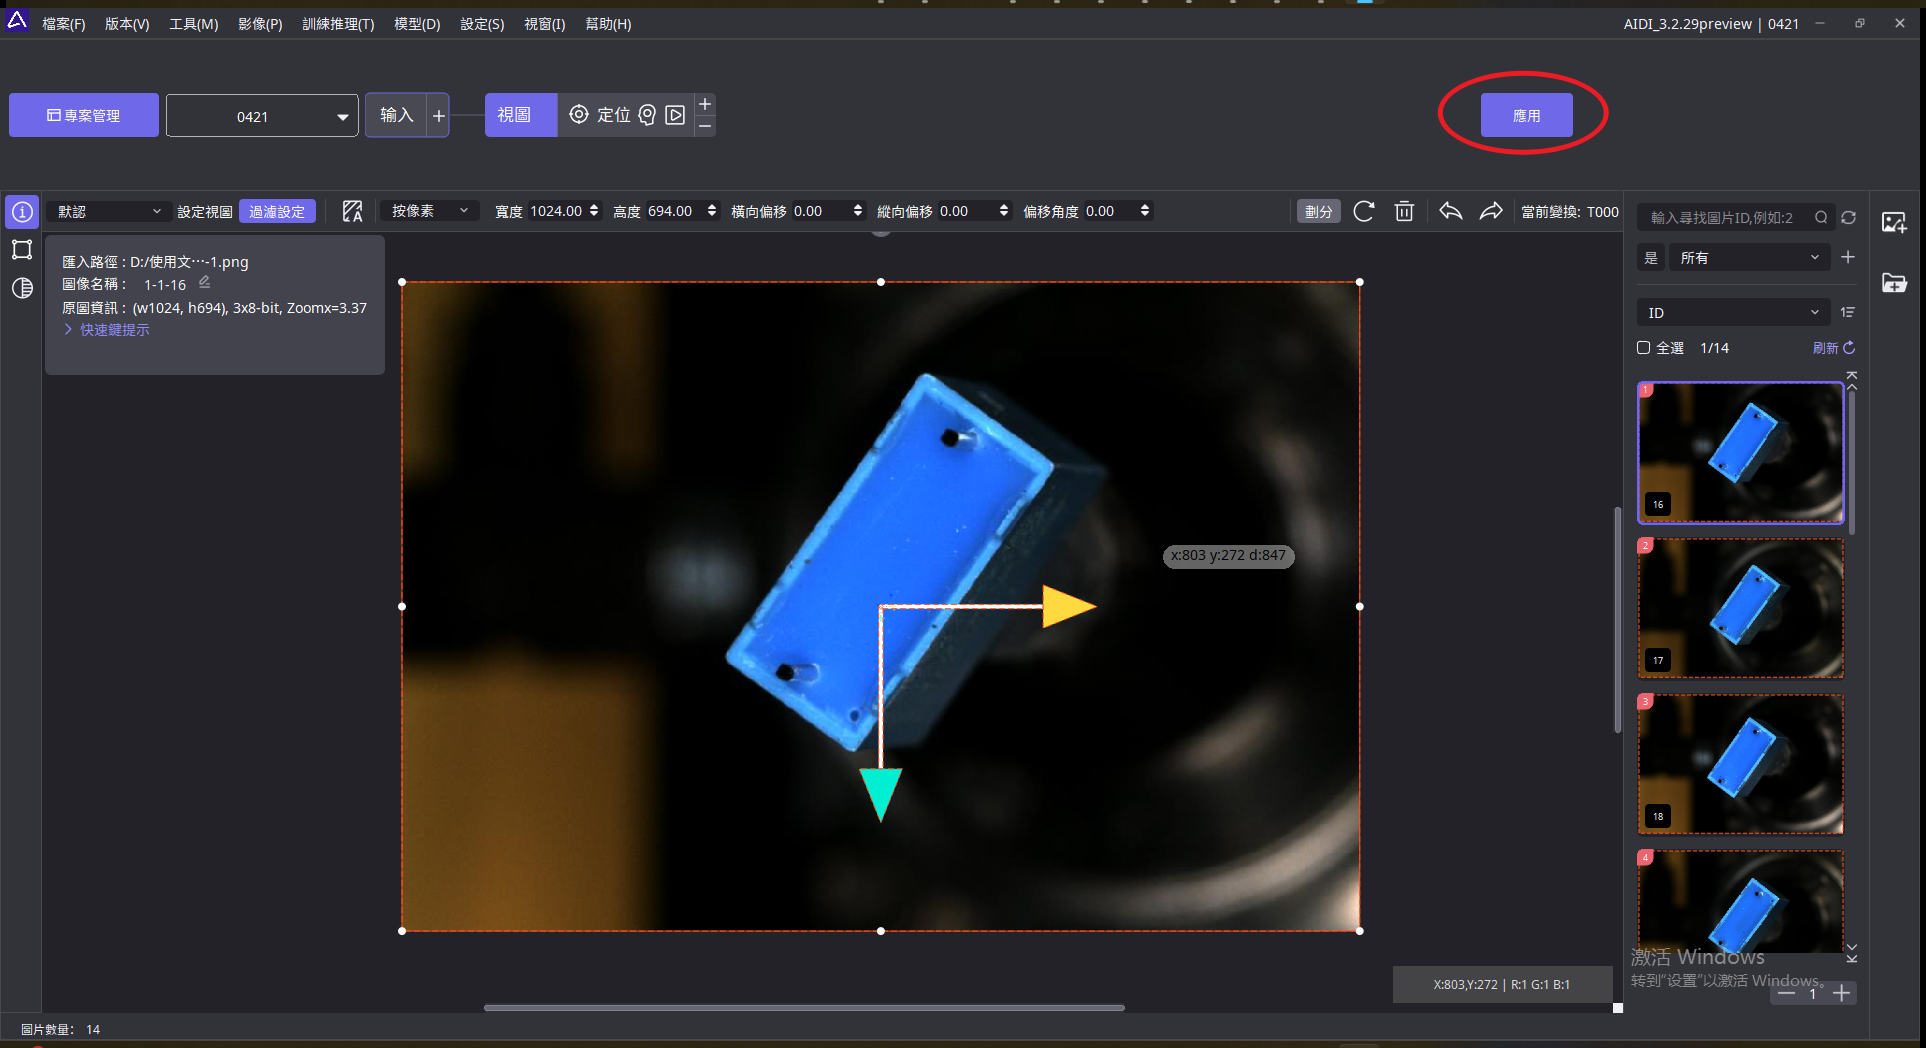 檔案(F) 版本(V) 工具(M) 影像(P) 訓練推理(T) 模型(D) 設定(S) 視窗(I) 幫助(H) AIDI_3.2.29preview | 0421
專案管理 0421 输入 + 視圖 定位 應用
默認 設定視圖 過濾設定 按像素 寬度 1024.00 高度 694.00 橫向偏移 0.00 縱向偏移 0.00 偏移角度 0.00 劃分 當前變換: T000
輸入尋找圖片ID,例如:2
是 所有
匯入路徑 : D:/使用文···-1.png
圖像名稱 : 1-1-16
原圖資訊 : (w1024, h694), 3x8-bit, Zoomx=3.37
快速鍵提示
ID
全選 1/14 刷新
1
16
2
17
3
18
4
x:803 y:272 d:847
X:803,Y:272 | R:1 G:1 B:1
激活 Windows
转到“设置”以激活 Windows。
1
圖片數量: 14